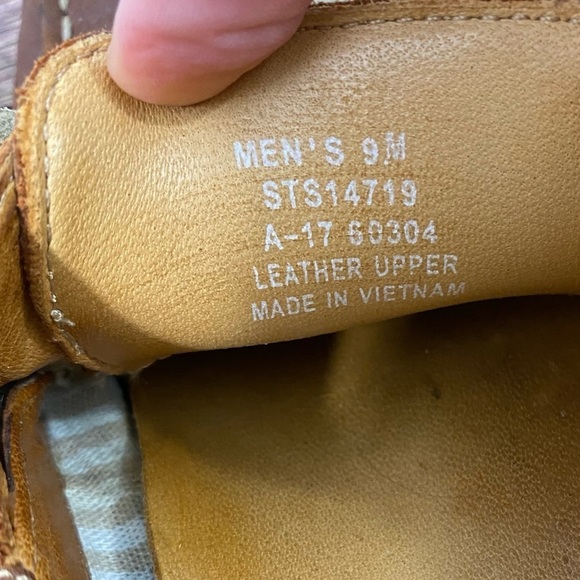 MEN'S 9M
STS14719
A-17 60304
LEATHER UPPER
MADE IN VIETNAM